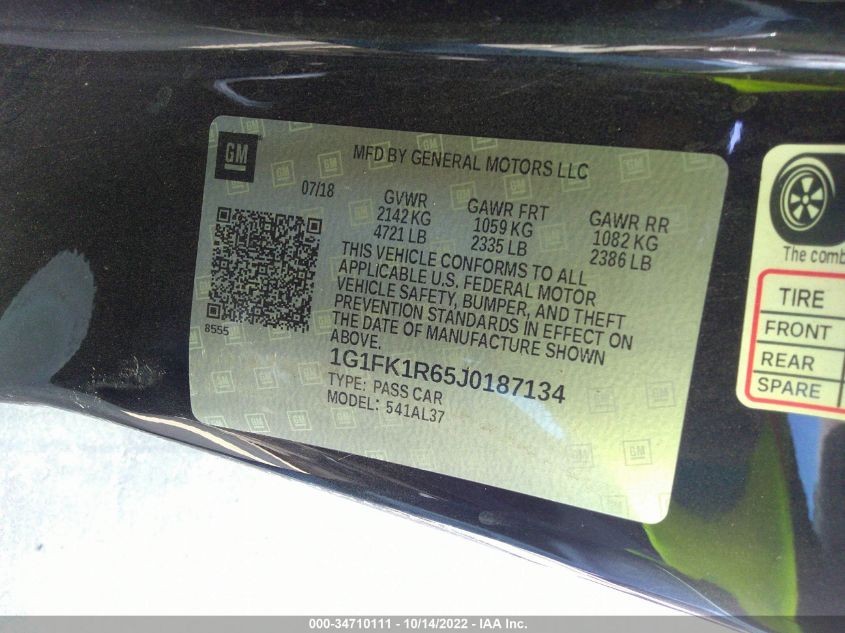 GM
MFD BY GENERAL MOTORS LLC
07/18
GVWR
2142 KG
4721 LB
GAWR FRT
1059 KG
2335 LB
GAWR RR
1082 KG
2386 LB
THIS VEHICLE CONFORMS TO ALL
APPLICABLE U.S. FEDERAL MOTOR
VEHICLE SAFETY, BUMPER, AND THEFT
PREVENTION STANDARDS IN EFFECT ON
THE DATE OF MANUFACTURE SHOWN
ABOVE.
8555
1G1FK1R65J0187134
TYPE: PASS CAR
MODEL: 541AL37
The comb
TIRE
FRONT
REAR
SPARE
000-34710111 - 10/14/2022 - IAA Inc.